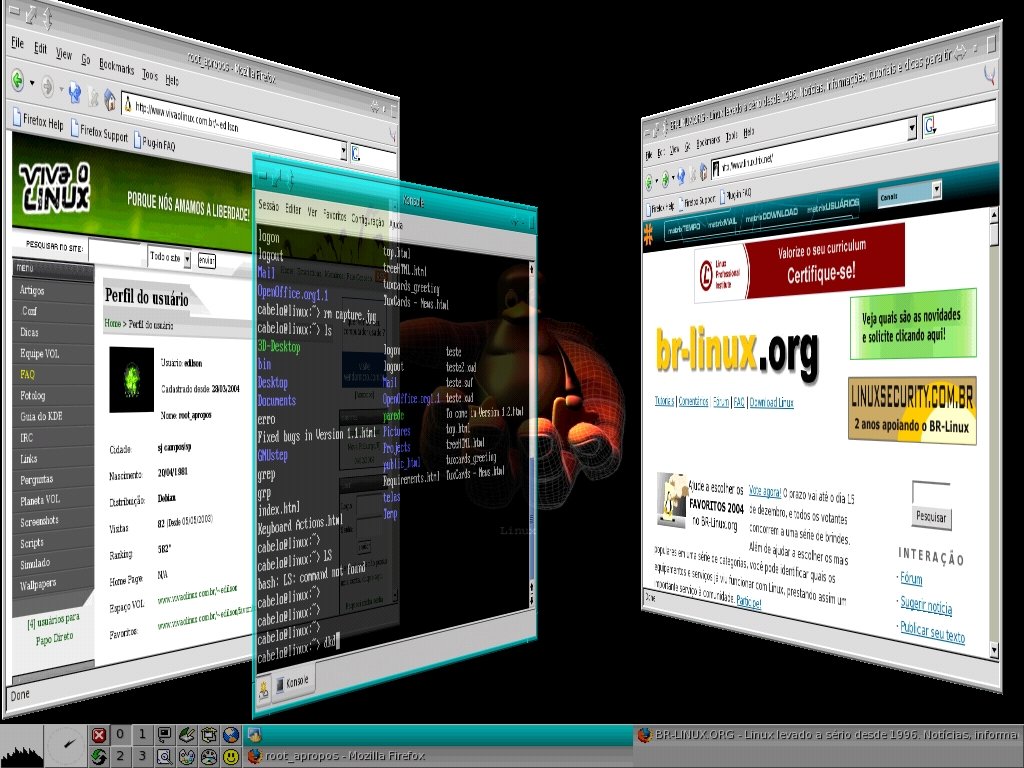 root_apropos - Mozilla Firefox
File Edit View Go Bookmarks Tools Help
http://www.vivaolinux.com.br/~edilson
Firefox Help Firefox Support Plug-in FAQ
VIVA O LINUX
PORQUE NÓS AMAMOS A LIBERDADE!
PESQUISAR NO SITE: Todo o site enviar
MENU
Artigos
.Conf
Dicas
Equipe VOL
FAQ
Fotolog
Guia do KDE
IRC
Links
Perguntas
Planeta VOL
Screenshots
Scripts
Simulado
Wallpapers
[4] usuários para
Papo Direto
Perfil do usuário
Home > Perfil do usuário
Usuario: edilson
Cadastrado desde: 28/03/2004
Nome: root_apropos
Cidade: sj campos/sp
Nascimento: 20/04/1981
Distribuição: Debian
Visitas 82 (Desde 05/05/2003)
Ranking: 582°
Home Page: N/A
Espaço VOL: www.vivaolinux.com.br/~edilson
Favoritos: www.vivaolinux.com.br/~edilson/favoritos
Done
Konsole
Sessão Editar Ver Favoritos Configuração Ajuda
logon top.html
logout treeHTML.html
Mail tuxcards_greeting
OpenOffice.org1.1 TuxCards - News.html
cabelo@linux:~> rm capture.jpg
cabelo@linux:~> ls
3D-Desktop logon teste
bin logout teste2.xwd
Desktop Mail teste.swf
Documents OpenOffice.org1.1 teste.xwd
erro parede To come in Version 1.2.html
Fixed bugs in Version 1.1.html Pictures top.html
GNUstep Projects treeHTML.html
grep public_html tuxcards_greeting
grp Requirements.html TuxCards - News.html
index.html telas
Keyboard Actions.html Temp
cabelo@linux:~> LS
bash: LS: command not found
cabelo@linux:~>
cabelo@linux:~>
cabelo@linux:~>
cabelo@linux:~> dkd
Konsole
Linux
BR-LINUX.ORG - Linux levado a sério desde 1996. Notícias, informações, tutoriais e dicas para tir
File Edit View Go Bookmarks Tools Help
Firefox Help Firefox Support Plug-in FAQ
matrixTEMPO matrixMAIL matrixDOWNLOAD matrixUSUÁRIOS Canais
Linux
Professional
Institute
Valorize o seu curriculum
Certifique-se!
br-linux.org
Veja quais são as novidades
e solicite clicando aqui!
Tutoriais | Comentários | Fórum | FAQ | Download Linux
LINUXSECURITY.COM.BR
2 anos apoiando o BR-Linux
Ajude a escolher os
FAVORITOS 2004
no BR-Linux.org
Vote agora! O prazo vai até o dia 15
de dezembro, e todos os votantes
concorrem a uma série de brindes.
Além de ajudar a escolher os mais
populares em uma série de categorias, você poda identificar quais os
equipamentos e serviços já viu funcionar com Linux, prestando assim um
importante serviço à comunidade. Participe!
Pesquisar
INTERAÇÃO
- Fórum
- Sugerir notícia
- Publicar seu texto
Done
0 1
2 3
root_apropos - Mozilla Firefox
BR-LINUX.ORG - Linux levado a sério desde 1996. Notícias, informa